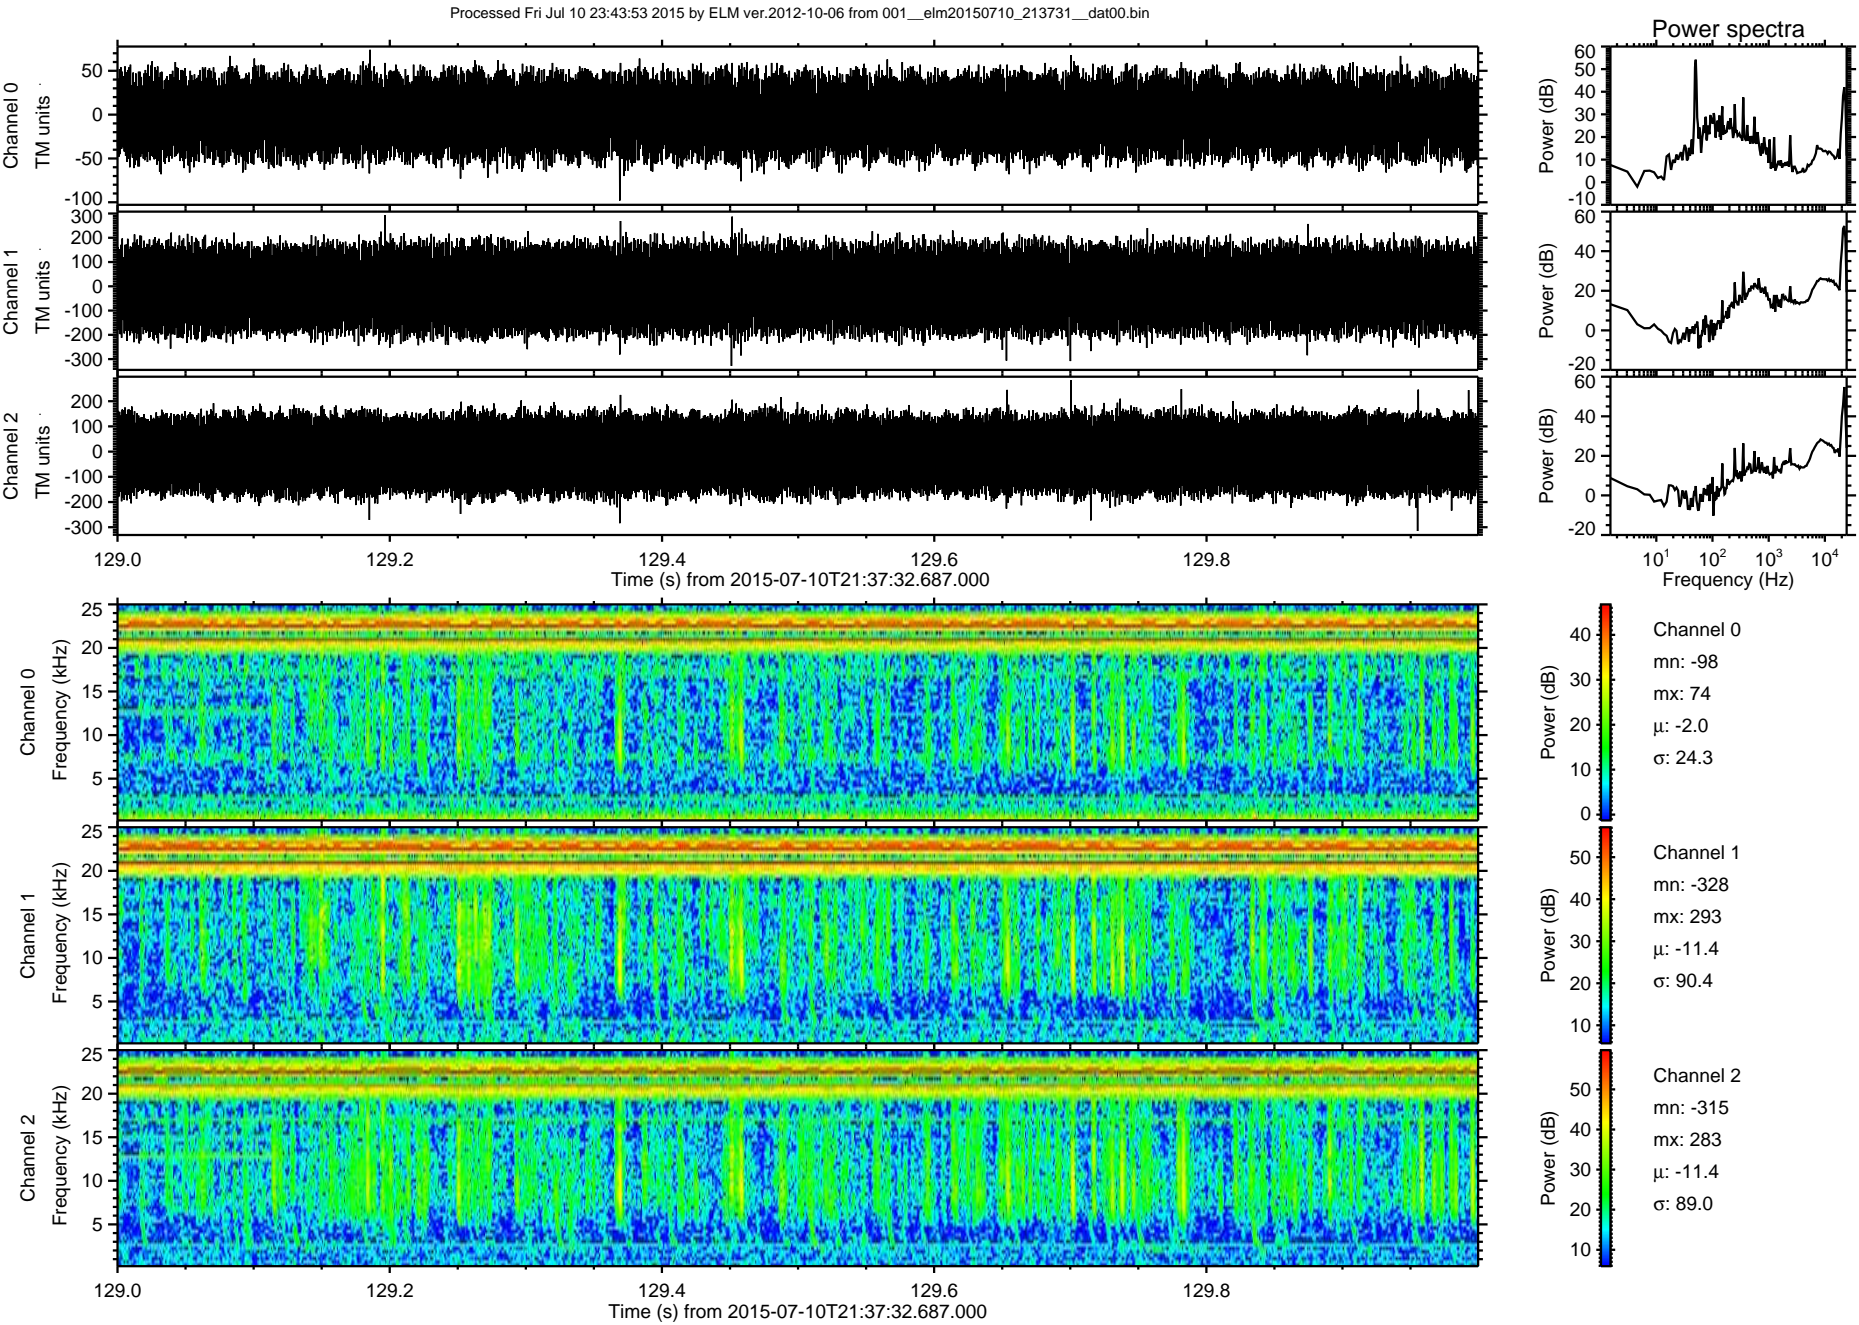 Processed Fri Jul 10 23:43:53 2015 by ELM ver.2012-10-06 from 001__elm20150710_213731__dat00.bin
Power spectra
Channel 0
TM units
50
0
-50
-100
Power (dB)
60
50
40
30
20
10
0
-10
Channel 1
TM units
300
200
100
0
-100
-200
-300
Power (dB)
60
40
20
0
-20
Channel 2
TM units
200
100
0
-100
-200
-300
Power (dB)
60
40
20
0
-20
129.0 129.2 129.4 129.6 129.8
Time (s) from 2015-07-10T21:37:32.687.000
10^1 10^2 10^3 10^4
Frequency (Hz)
Channel 0
Frequency (kHz)
25
20
15
10
5
Power (dB)
40
30
20
10
0
Channel 0
mn: -98
mx: 74
μ: -2.0
σ: 24.3
Channel 1
Frequency (kHz)
25
20
15
10
5
Power (dB)
50
40
30
20
10
Channel 1
mn: -328
mx: 293
μ: -11.4
σ: 90.4
Channel 2
Frequency (kHz)
25
20
15
10
5
Power (dB)
50
40
30
20
10
Channel 2
mn: -315
mx: 283
μ: -11.4
σ: 89.0
129.0 129.2 129.4 129.6 129.8
Time (s) from 2015-07-10T21:37:32.687.000